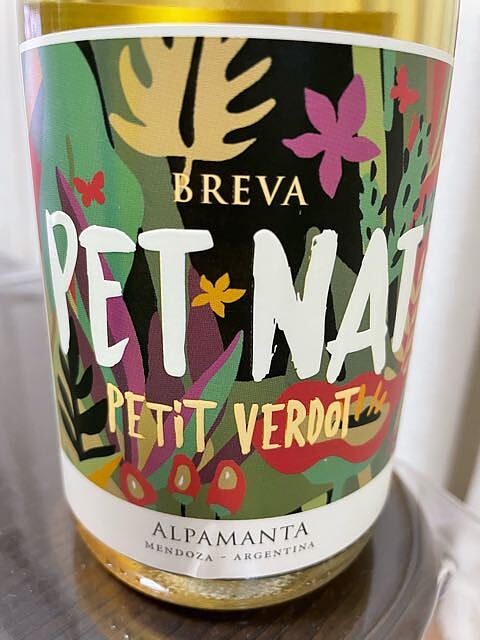 BREVA
PET NAT
PETiT VERDOT
ALPAMANTA
MENDOZA - ARGENTINA